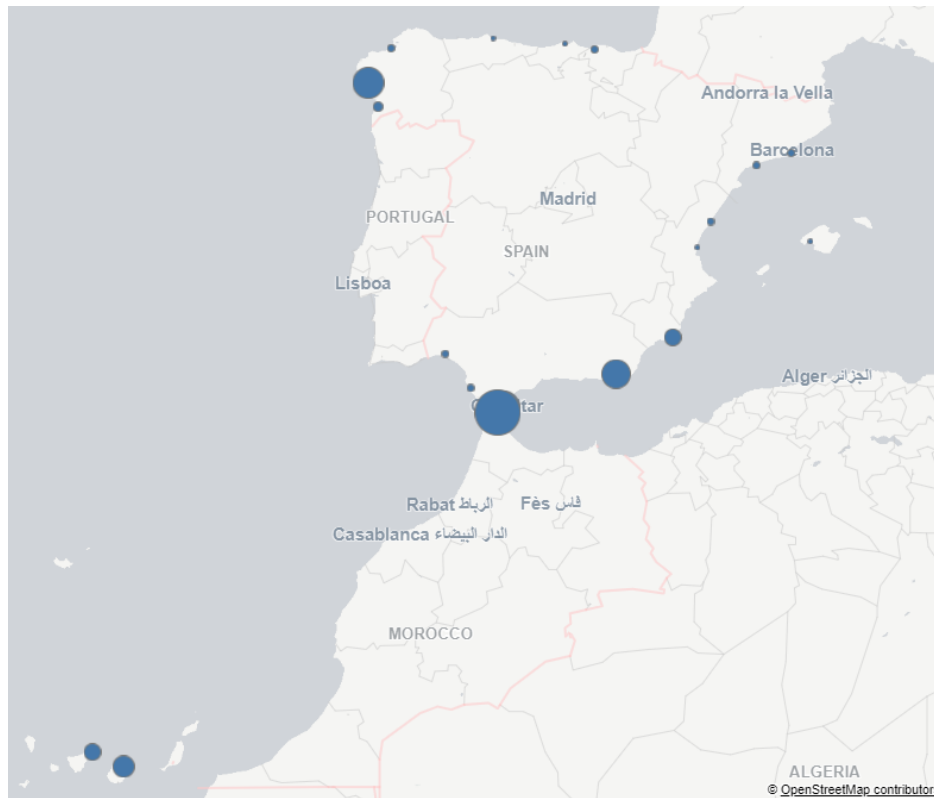 Andorra la Vella
Barcelona
Madrid
PORTUGAL
SPAIN
Lisboa
Alger الجزائر
Rabat الرباط
Fès فاس
Casablanca الدار البيضاء
MOROCCO
ALGERIA
© OpenStreetMap contributor